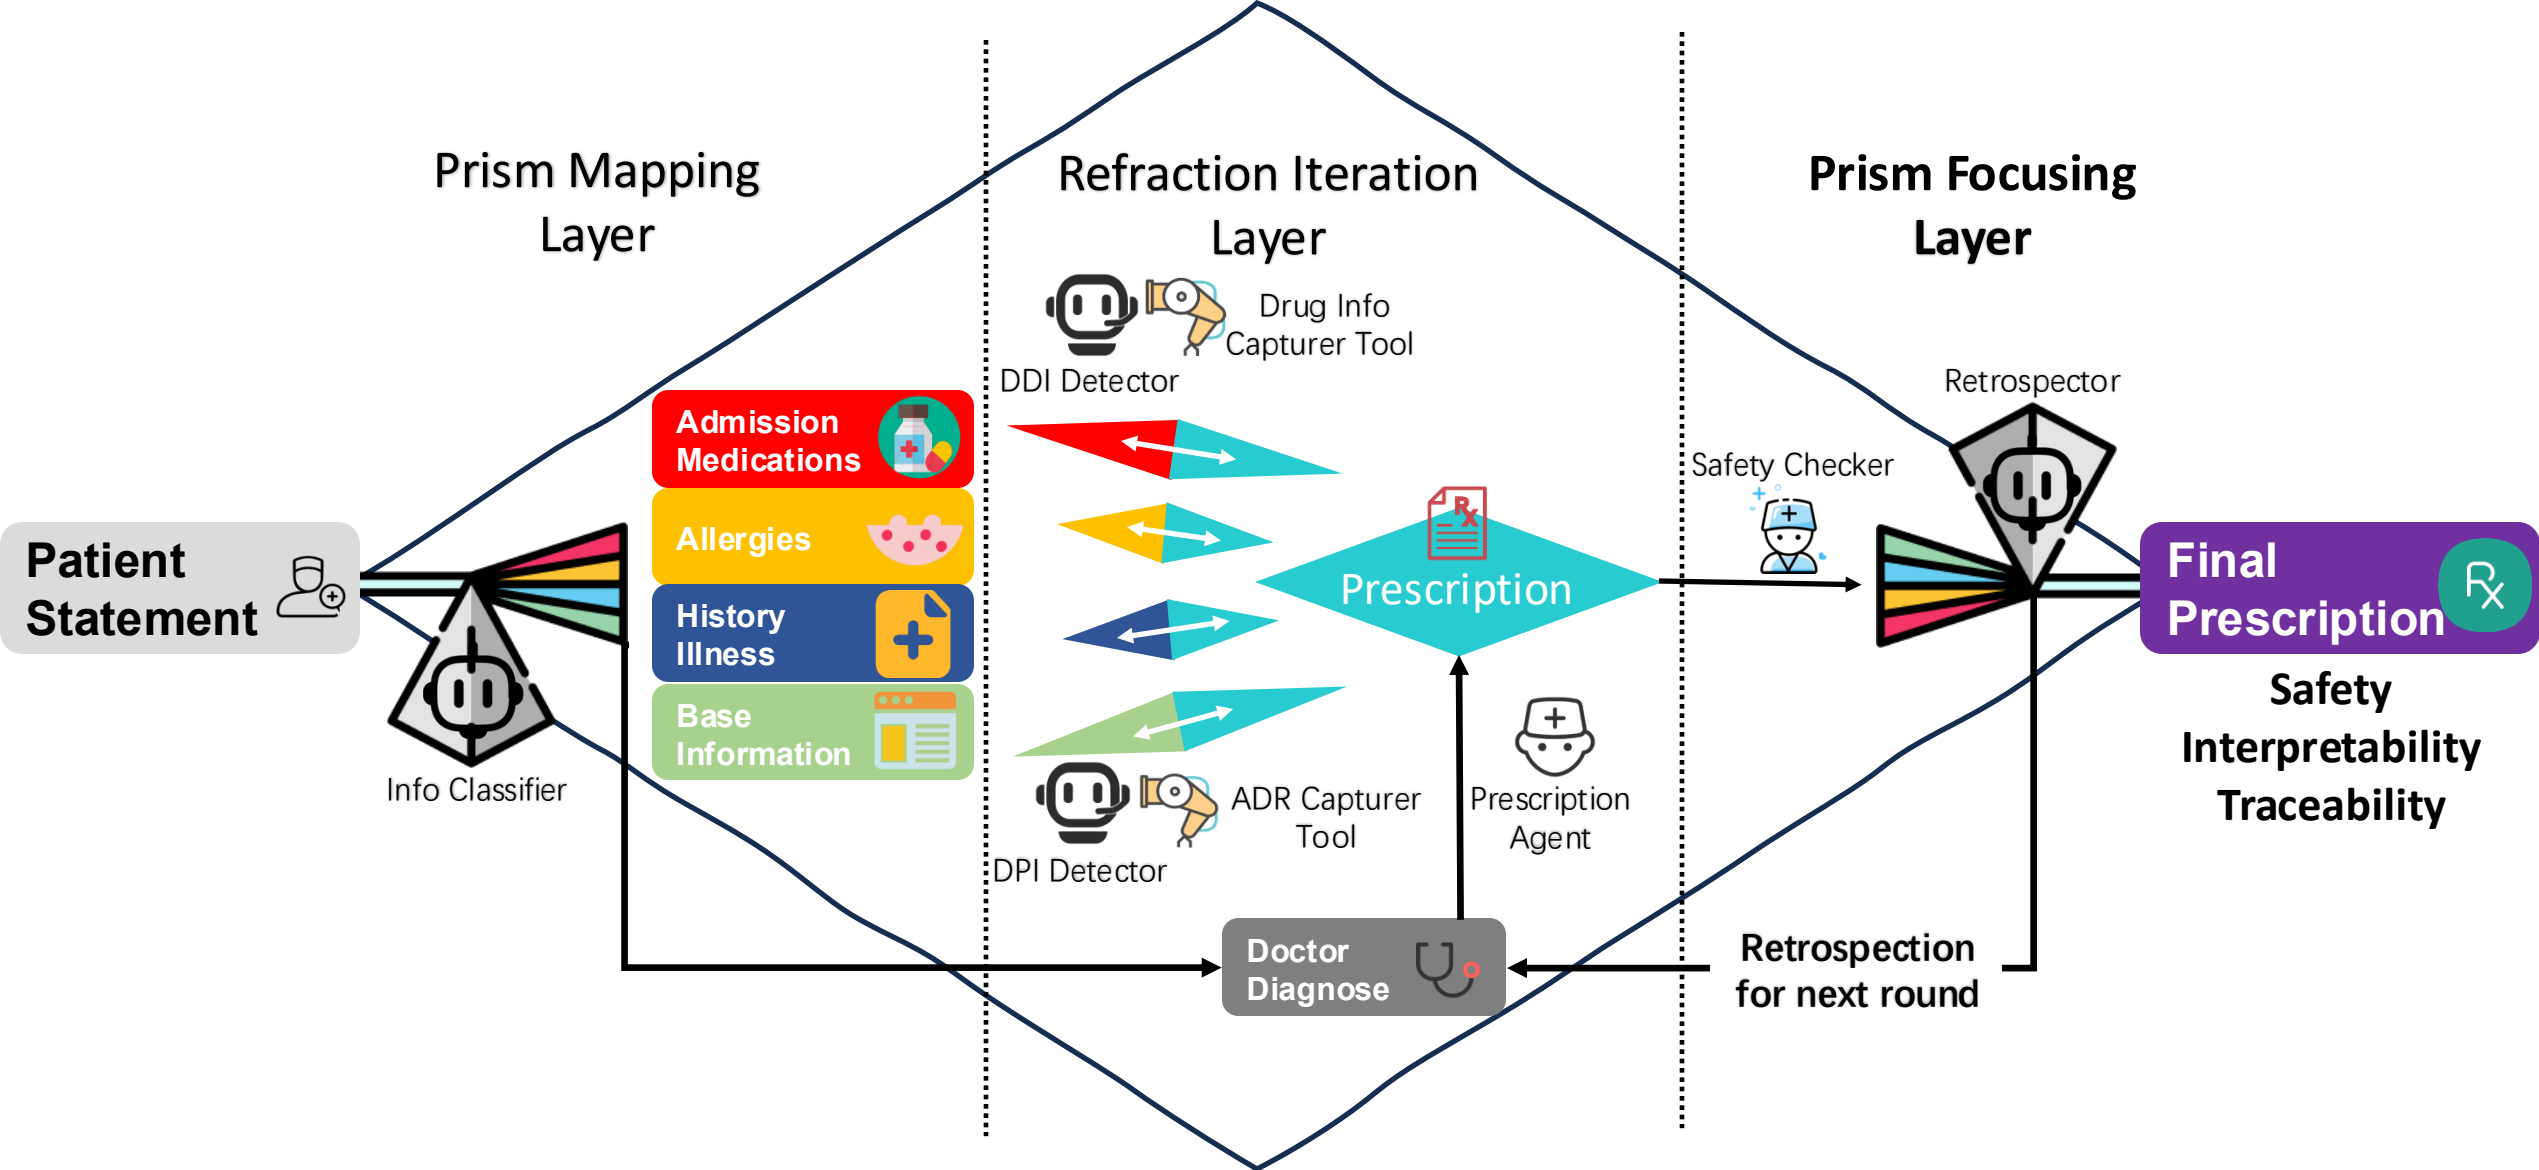 Prism Mapping
Layer
Refraction Iteration
Layer
Prism Focusing
Layer
Patient
Statement
Info Classifier
Admission
Medications
Allergies
History
Illness
Base
Information
DDI Detector
Drug Info
Capturer Tool
Rx
Prescription
DPI Detector
ADR Capturer
Tool
Prescription
Agent
Doctor
Diagnose
Safety Checker
Retrospector
Retrospection
for next round
Final
Prescription
Rx
Safety
Interpretability
Traceability